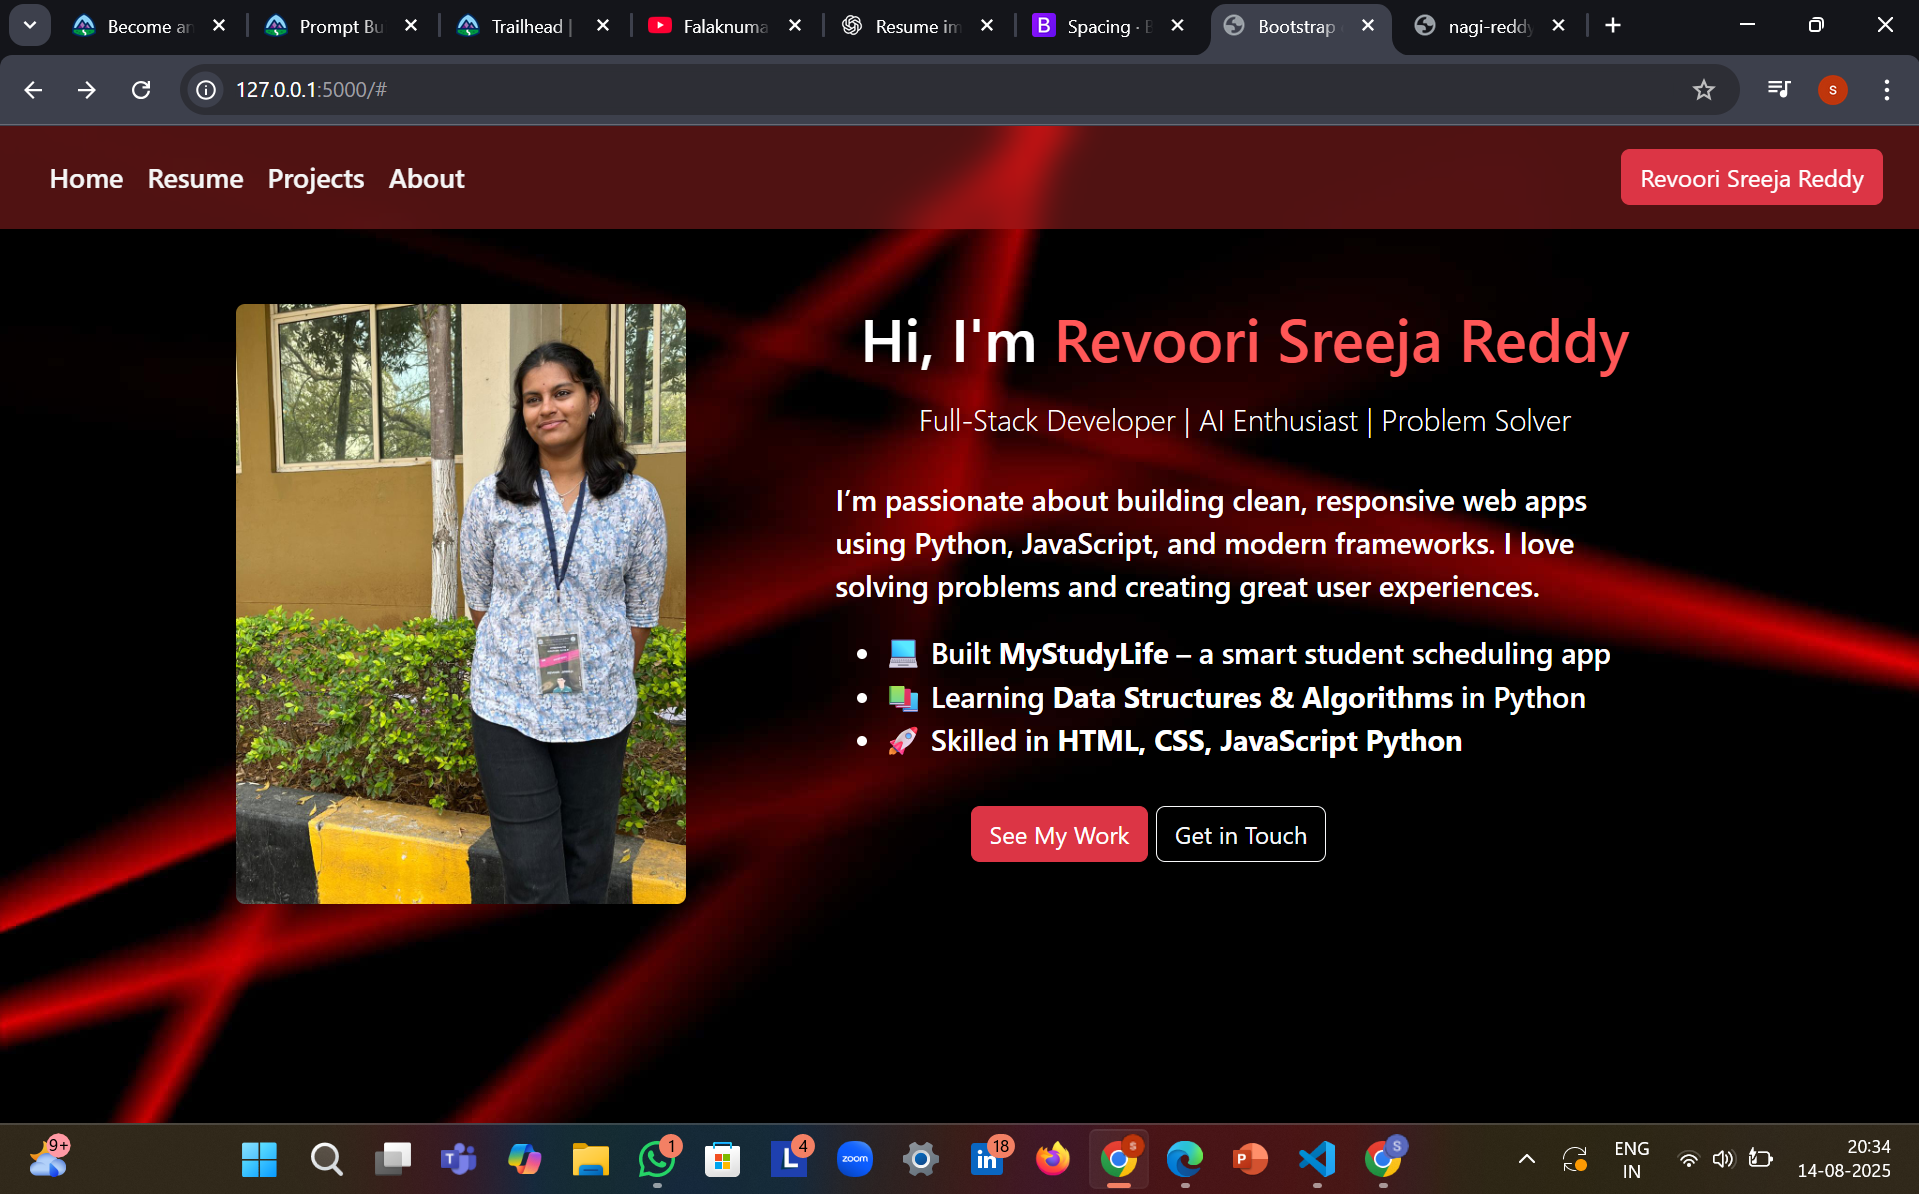 Become an
Prompt Bu
Trailhead |
Falaknuma
Resume im
B
Spacing · B
Bootstrap
nagi-reddy
127.0.0.1:5000/#
s
Home
Resume
Projects
About
Revoori Sreeja Reddy
Hi, I'm Revoori Sreeja Reddy
Full-Stack Developer | AI Enthusiast | Problem Solver
I’m passionate about building clean, responsive web apps
using Python, JavaScript, and modern frameworks. I love
solving problems and creating great user experiences.
• 💻 Built MyStudyLife – a smart student scheduling app
• 📚 Learning Data Structures & Algorithms in Python
• 🚀 Skilled in HTML, CSS, JavaScript Python
See My Work
Get in Touch
9+
T
1
L
4
zoom
in
18
s
P
S
ENG
IN
20:34
14-08-2025